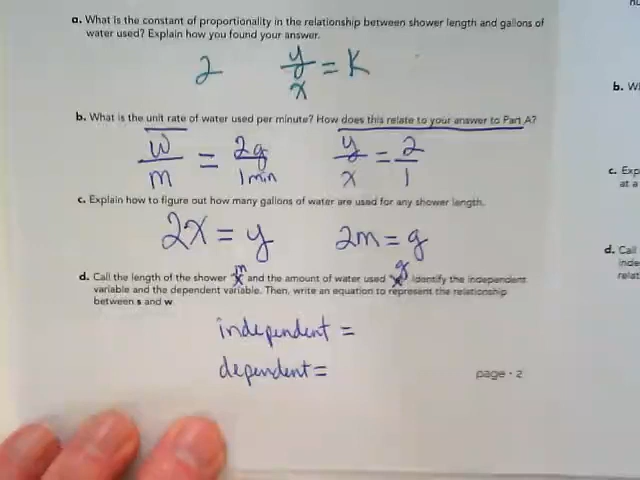 a. What is the constant of proportionality in the relationship between shower length and gallons of
water used? Explain how you found your answer.
2 y/x = K
b. What is the unit rate of water used per minute? How does this relate to your answer to Part A?
w/m = 2g/1min y/x = 2/1
c. Explain how to figure out how many gallons of water are used for any shower length.
2x = y 2m = g
d. Call the length of the shower "m" and the amount of water used "g". Identify the independent
variable and the dependent variable. Then, write an equation to represent the relationship
between s and w
independent =
dependent =
page - 2
b. W
c. Exp
at a
d. Call
inde
relat